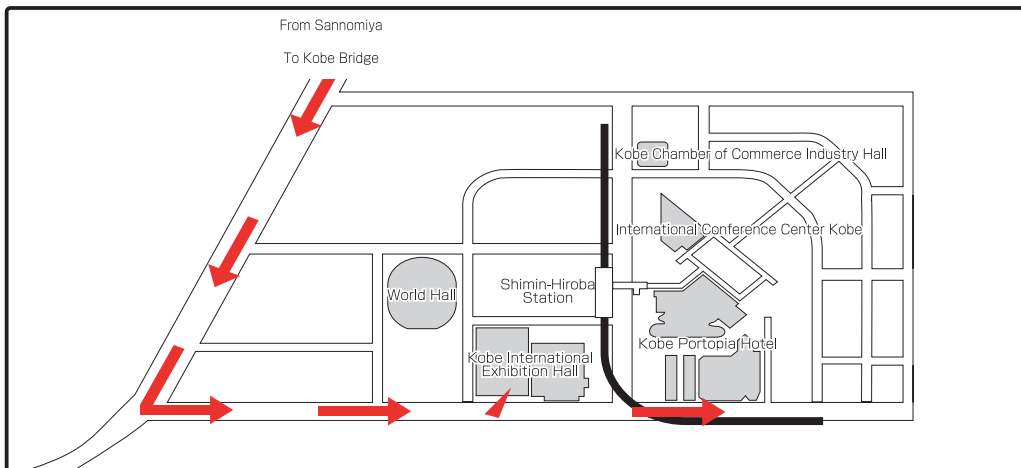 From Sannomiya
To Kobe Bridge
Kobe Chamber of Commerce Industry Hall
International Conference Center Kobe
World Hall
Shimin-Hiroba
Station
Kobe Portopia Hotel
Kobe International
Exhibition Hall